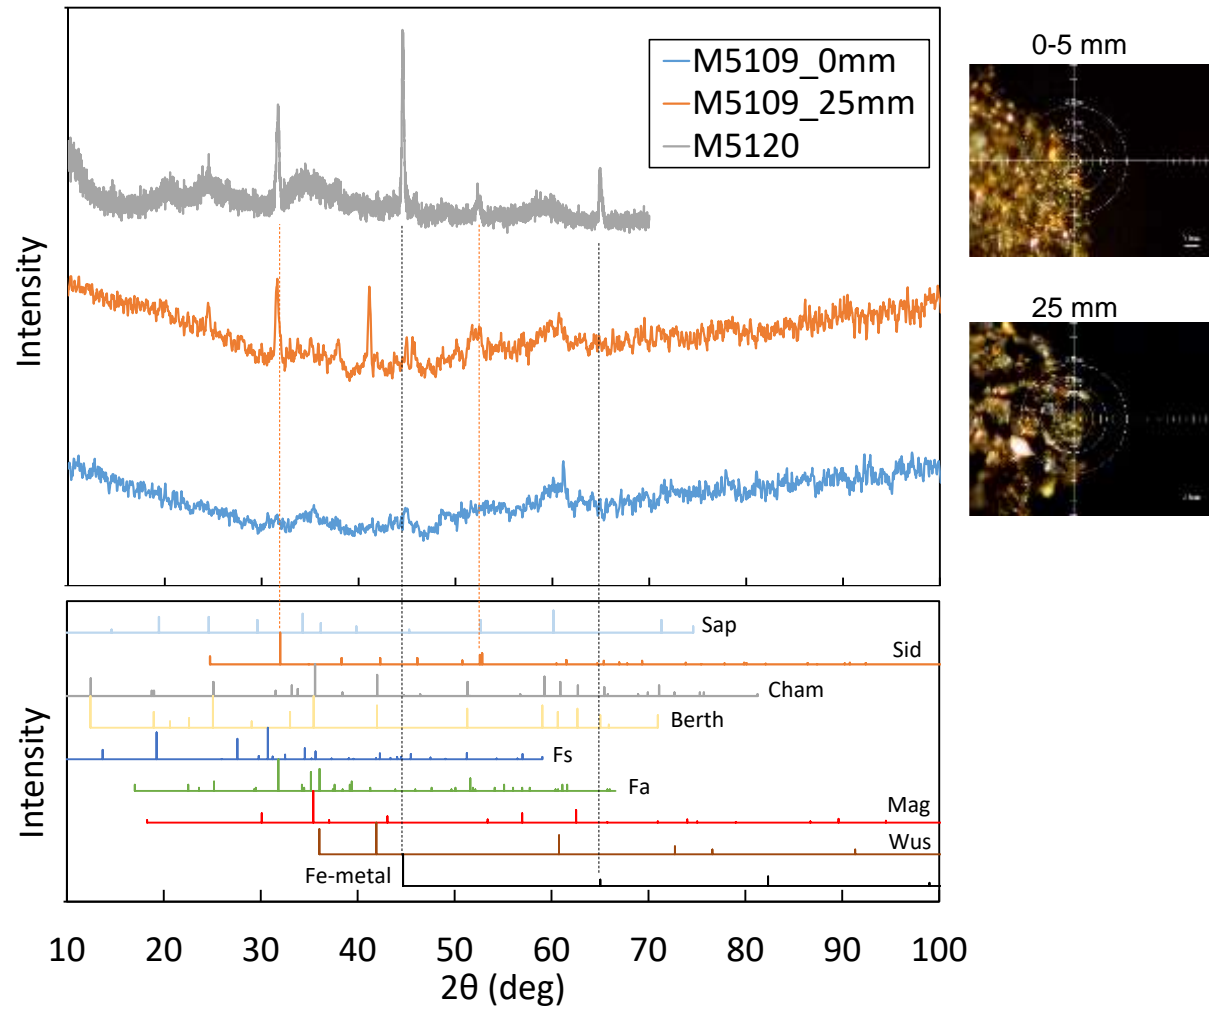 Intensity
M5109_0mm
M5109_25mm
M5120
0-5 mm
25 mm
Intensity
Sap
Sid
Cham
Berth
Fs
Fa
Mag
Wus
Fe-metal
10 20 30 40 50 60 70 80 90 100
2θ (deg)